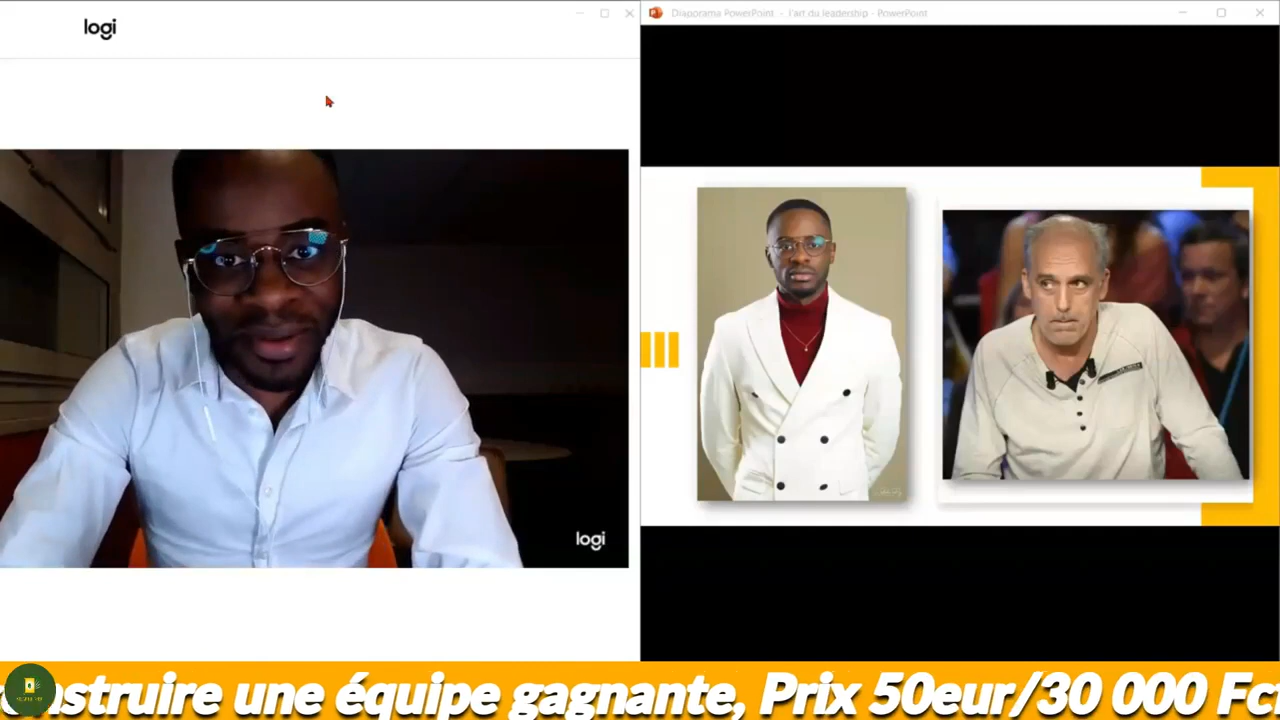 logi
Diaporama PowerPoint - l'art du leadership - PowerPoint
logi
nstruire une équipe gagnante, Prix 50eur/30 000 Fc